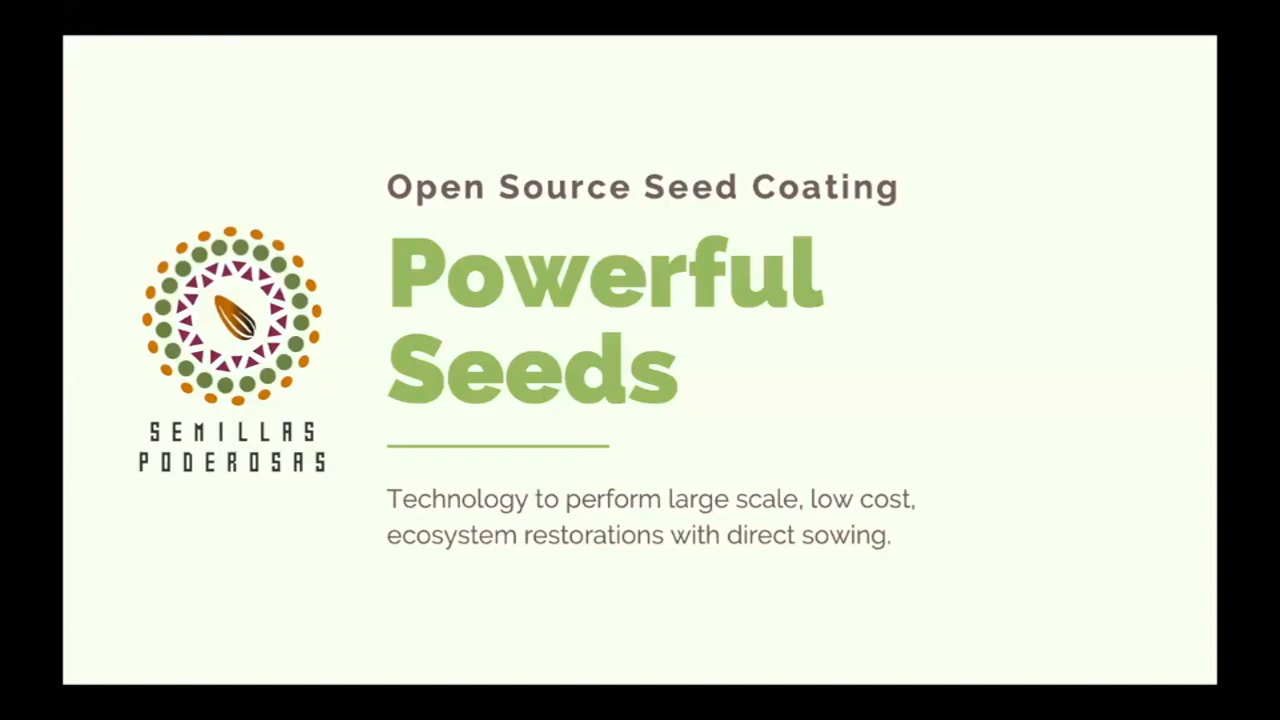 Open Source Seed Coating
Powerful
Seeds
SEMILLAS
PODEROSAS
Technology to perform large scale, low cost,
ecosystem restorations with direct sowing.